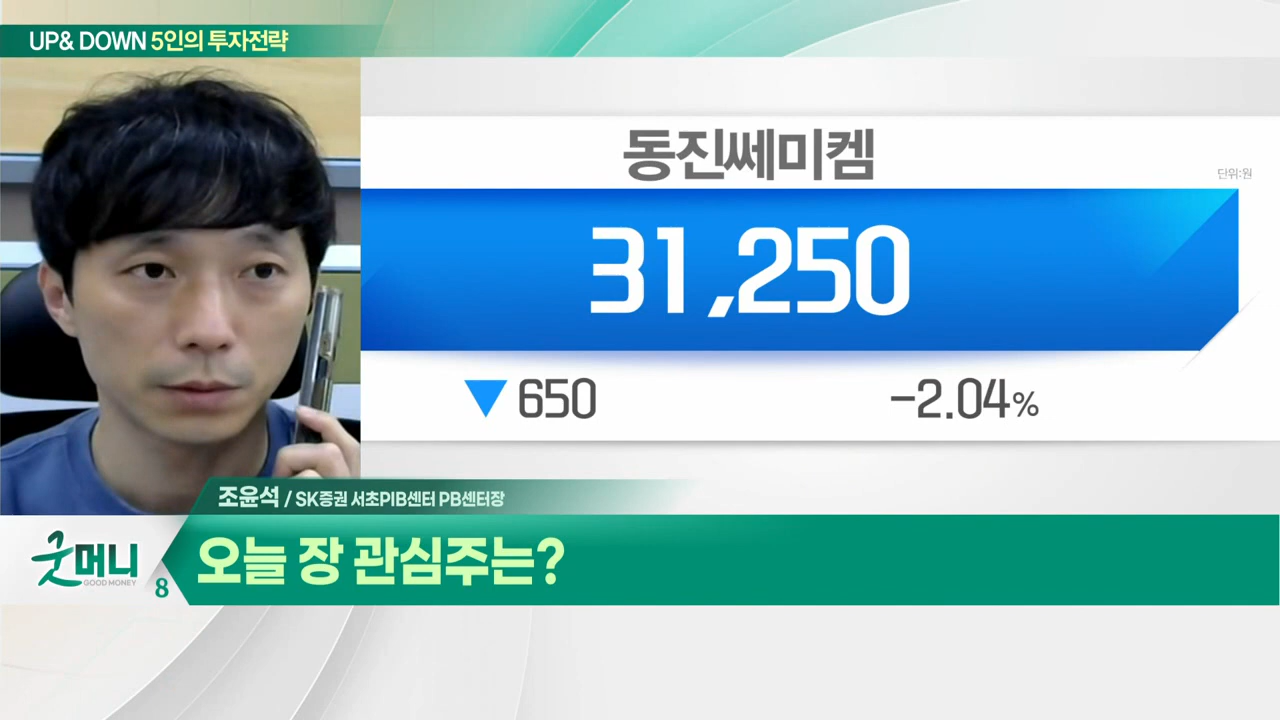 UP& DOWN 5인의 투자전략
동진쎄미켐
단위:원
31,250
▼ 650 -2.04%
조윤석 / SK증권 서초PIB센터 PB센터장
굿머니
GOOD MONEY
8
오늘 장 관심주는?